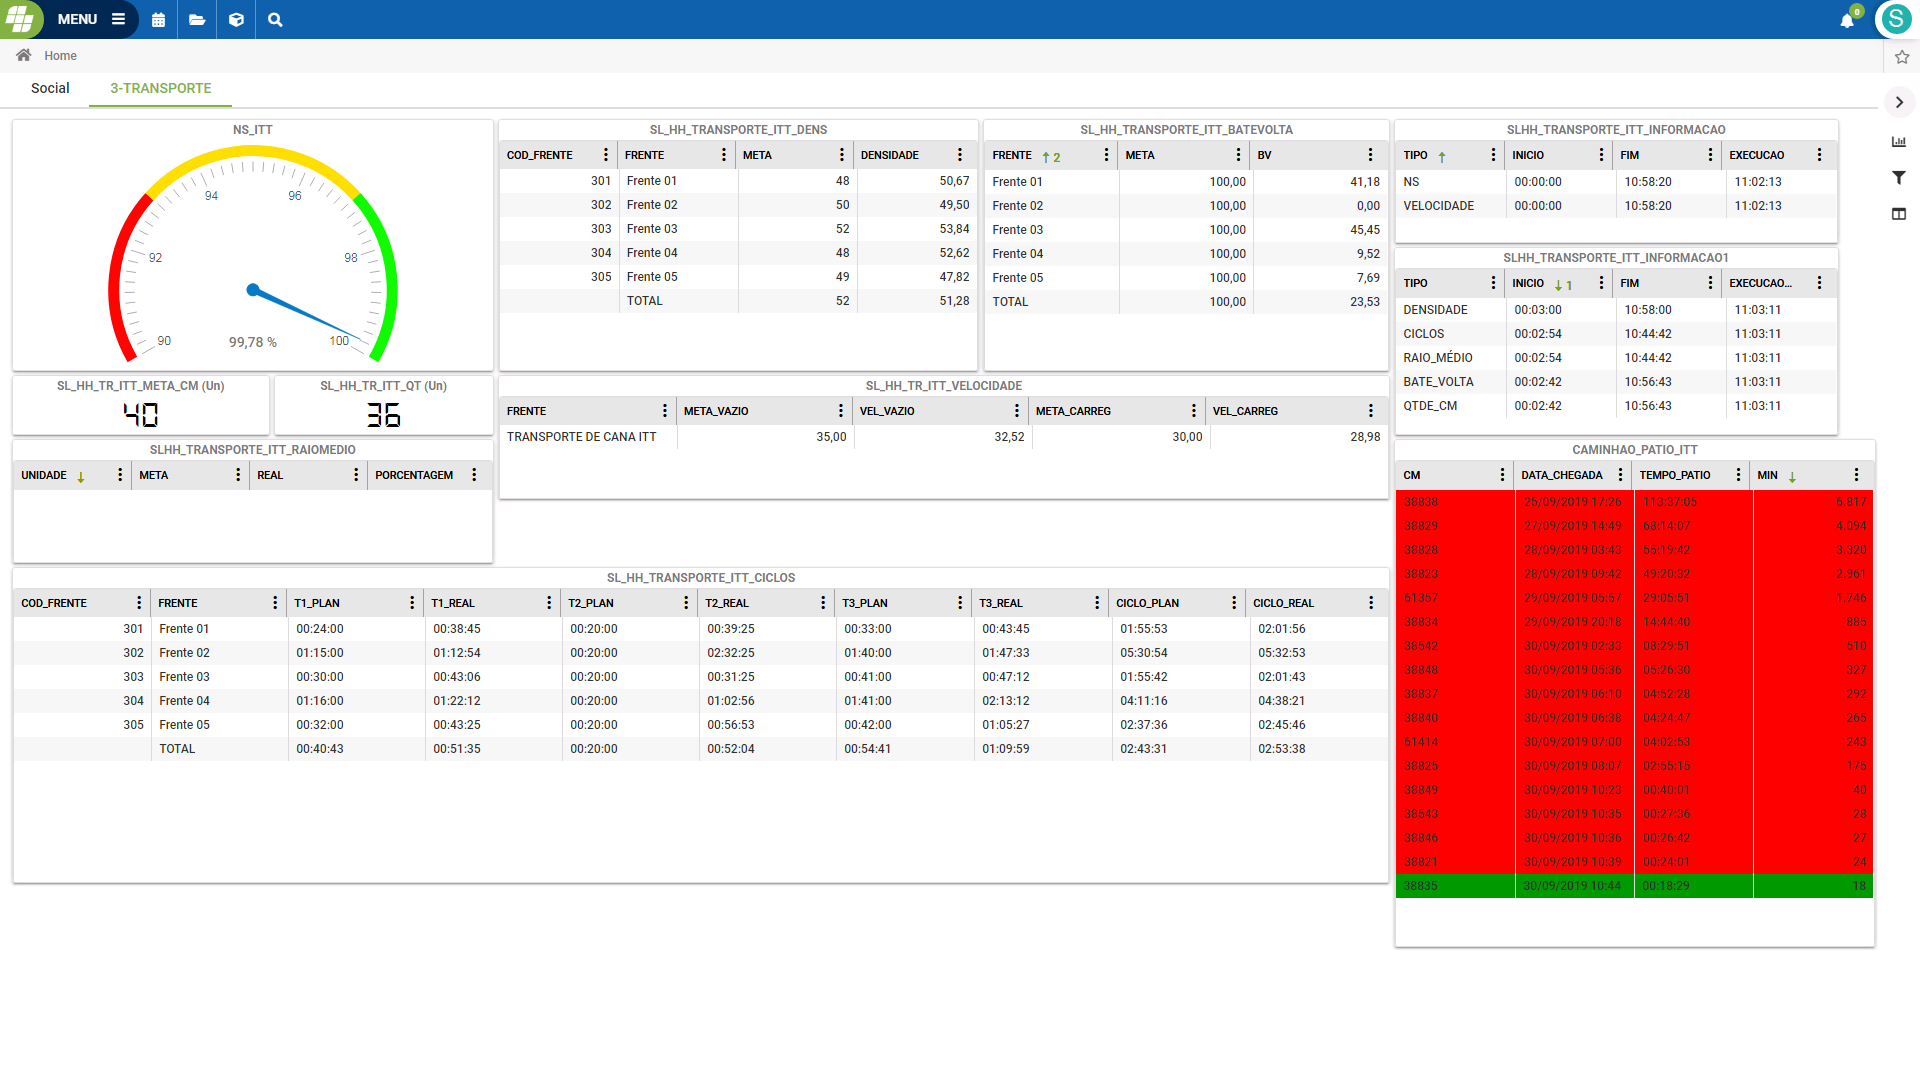 MENU
0
S
Home
Social
3-TRANSPORTE
NS_ITT
94
96
92
98
90
100
99,78 %
SL_HH_TRANSPORTE_ITT_DENS
COD_FRENTE FRENTE META DENSIDADE
301 Frente 01 48 50,67
302 Frente 02 50 49,50
303 Frente 03 52 53,84
304 Frente 04 48 52,62
305 Frente 05 49 47,82
TOTAL 52 51,28
SL_HH_TRANSPORTE_ITT_BATEVOLTA
FRENTE 2 META BV
Frente 01 100,00 41,18
Frente 02 100,00 0,00
Frente 03 100,00 45,45
Frente 04 100,00 9,52
Frente 05 100,00 7,69
TOTAL 100,00 23,53
SLHH_TRANSPORTE_ITT_INFORMACAO
TIPO INICIO FIM EXECUCAO
NS 00:00:00 10:58:20 11:02:13
VELOCIDADE 00:00:00 10:58:20 11:02:13
SLHH_TRANSPORTE_ITT_INFORMACAO1
TIPO INICIO 1 FIM EXECUCAO...
DENSIDADE 00:03:00 10:58:00 11:03:11
CICLOS 00:02:54 10:44:42 11:03:11
RAIO_MÉDIO 00:02:54 10:44:42 11:03:11
BATE_VOLTA 00:02:42 10:56:43 11:03:11
QTDE_CM 00:02:42 10:56:43 11:03:11
SL_HH_TR_ITT_META_CM (Un)
40
SL_HH_TR_ITT_QT (Un)
36
SL_HH_TR_ITT_VELOCIDADE
FRENTE META_VAZIO VEL_VAZIO META_CARREG VEL_CARREG
TRANSPORTE DE CANA ITT 35,00 32,52 30,00 28,98
SLHH_TRANSPORTE_ITT_RAIOMEDIO
UNIDADE META REAL PORCENTAGEM
CAMINHAO_PATIO_ITT
CM DATA_CHEGADA TEMPO_PATIO MIN
38838 25/09/2019 17:26 113:37:05 6.817
38829 27/09/2019 14:49 68:14:07 4.094
38828 28/09/2019 03:43 55:19:42 3.320
38823 28/09/2019 09:42 49:20:32 2.961
61357 29/09/2019 05:57 29:05:51 1.746
38834 29/09/2019 20:18 14:44:40 885
38542 30/09/2019 02:33 08:29:51 510
38848 30/09/2019 05:36 05:26:30 327
38837 30/09/2019 06:10 04:52:28 292
38840 30/09/2019 06:38 04:24:47 265
61414 30/09/2019 07:00 04:02:53 243
38825 30/09/2019 08:07 02:55:15 175
38849 30/09/2019 10:23 00:40:01 40
38543 30/09/2019 10:35 00:27:36 28
38846 30/09/2019 10:36 00:26:42 27
38821 30/09/2019 10:39 00:24:01 24
38835 30/09/2019 10:44 00:18:29 18
SL_HH_TRANSPORTE_ITT_CICLOS
COD_FRENTE FRENTE T1_PLAN T1_REAL T2_PLAN T2_REAL T3_PLAN T3_REAL CICLO_PLAN CICLO_REAL
301 Frente 01 00:24:00 00:38:45 00:20:00 00:39:25 00:33:00 00:43:45 01:55:53 02:01:56
302 Frente 02 01:15:00 01:12:54 00:20:00 02:32:25 01:40:00 01:47:33 05:30:54 05:32:53
303 Frente 03 00:30:00 00:43:06 00:20:00 00:31:25 00:41:00 00:47:12 01:55:42 02:01:43
304 Frente 04 01:16:00 01:22:12 00:20:00 01:02:56 01:41:00 02:13:12 04:11:16 04:38:21
305 Frente 05 00:32:00 00:43:25 00:20:00 00:56:53 00:42:00 01:05:27 02:37:36 02:45:46
TOTAL 00:40:43 00:51:35 00:20:00 00:52:04 00:54:41 01:09:59 02:43:31 02:53:38